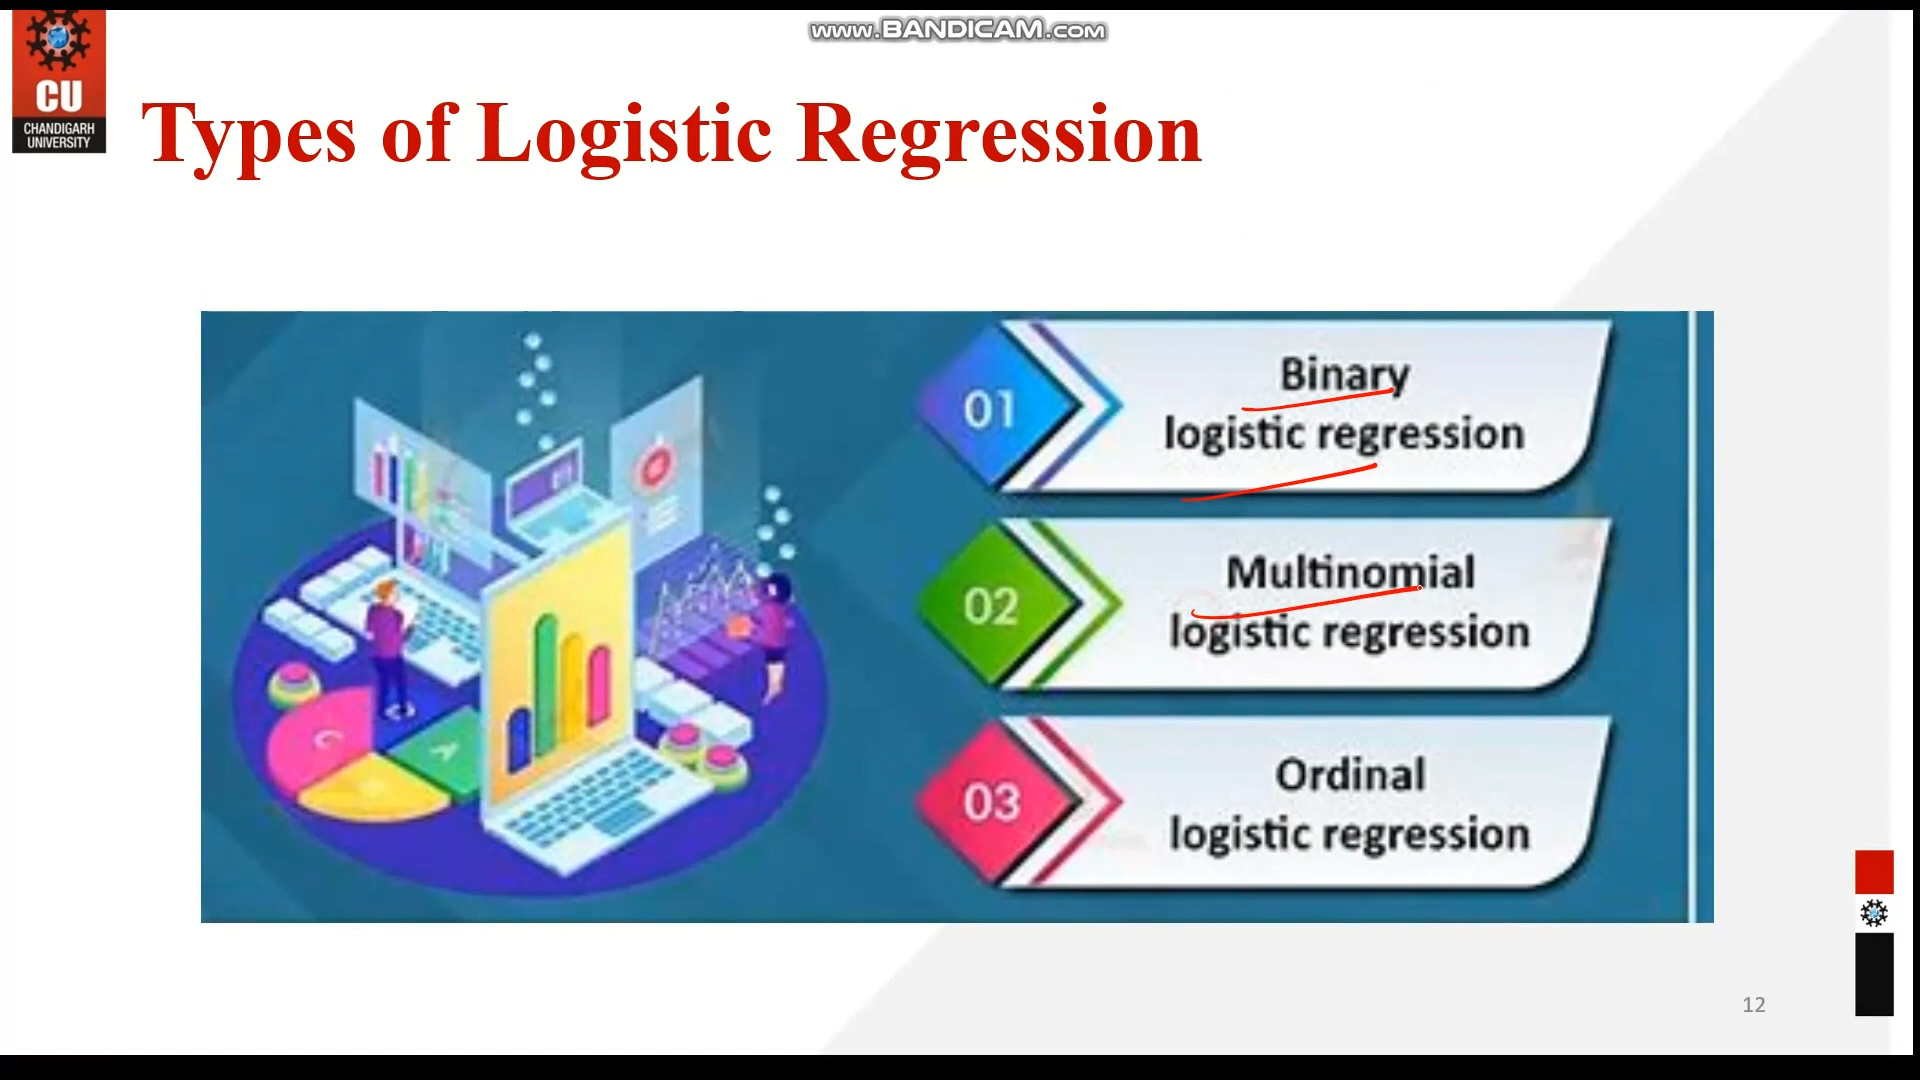 www.BANDICAM.com
CU
CHANDIGARH
UNIVERSITY
Types of Logistic Regression
01
Binary
logistic regression
02
Multinomial
logistic regression
03
Ordinal
logistic regression
C
A
12